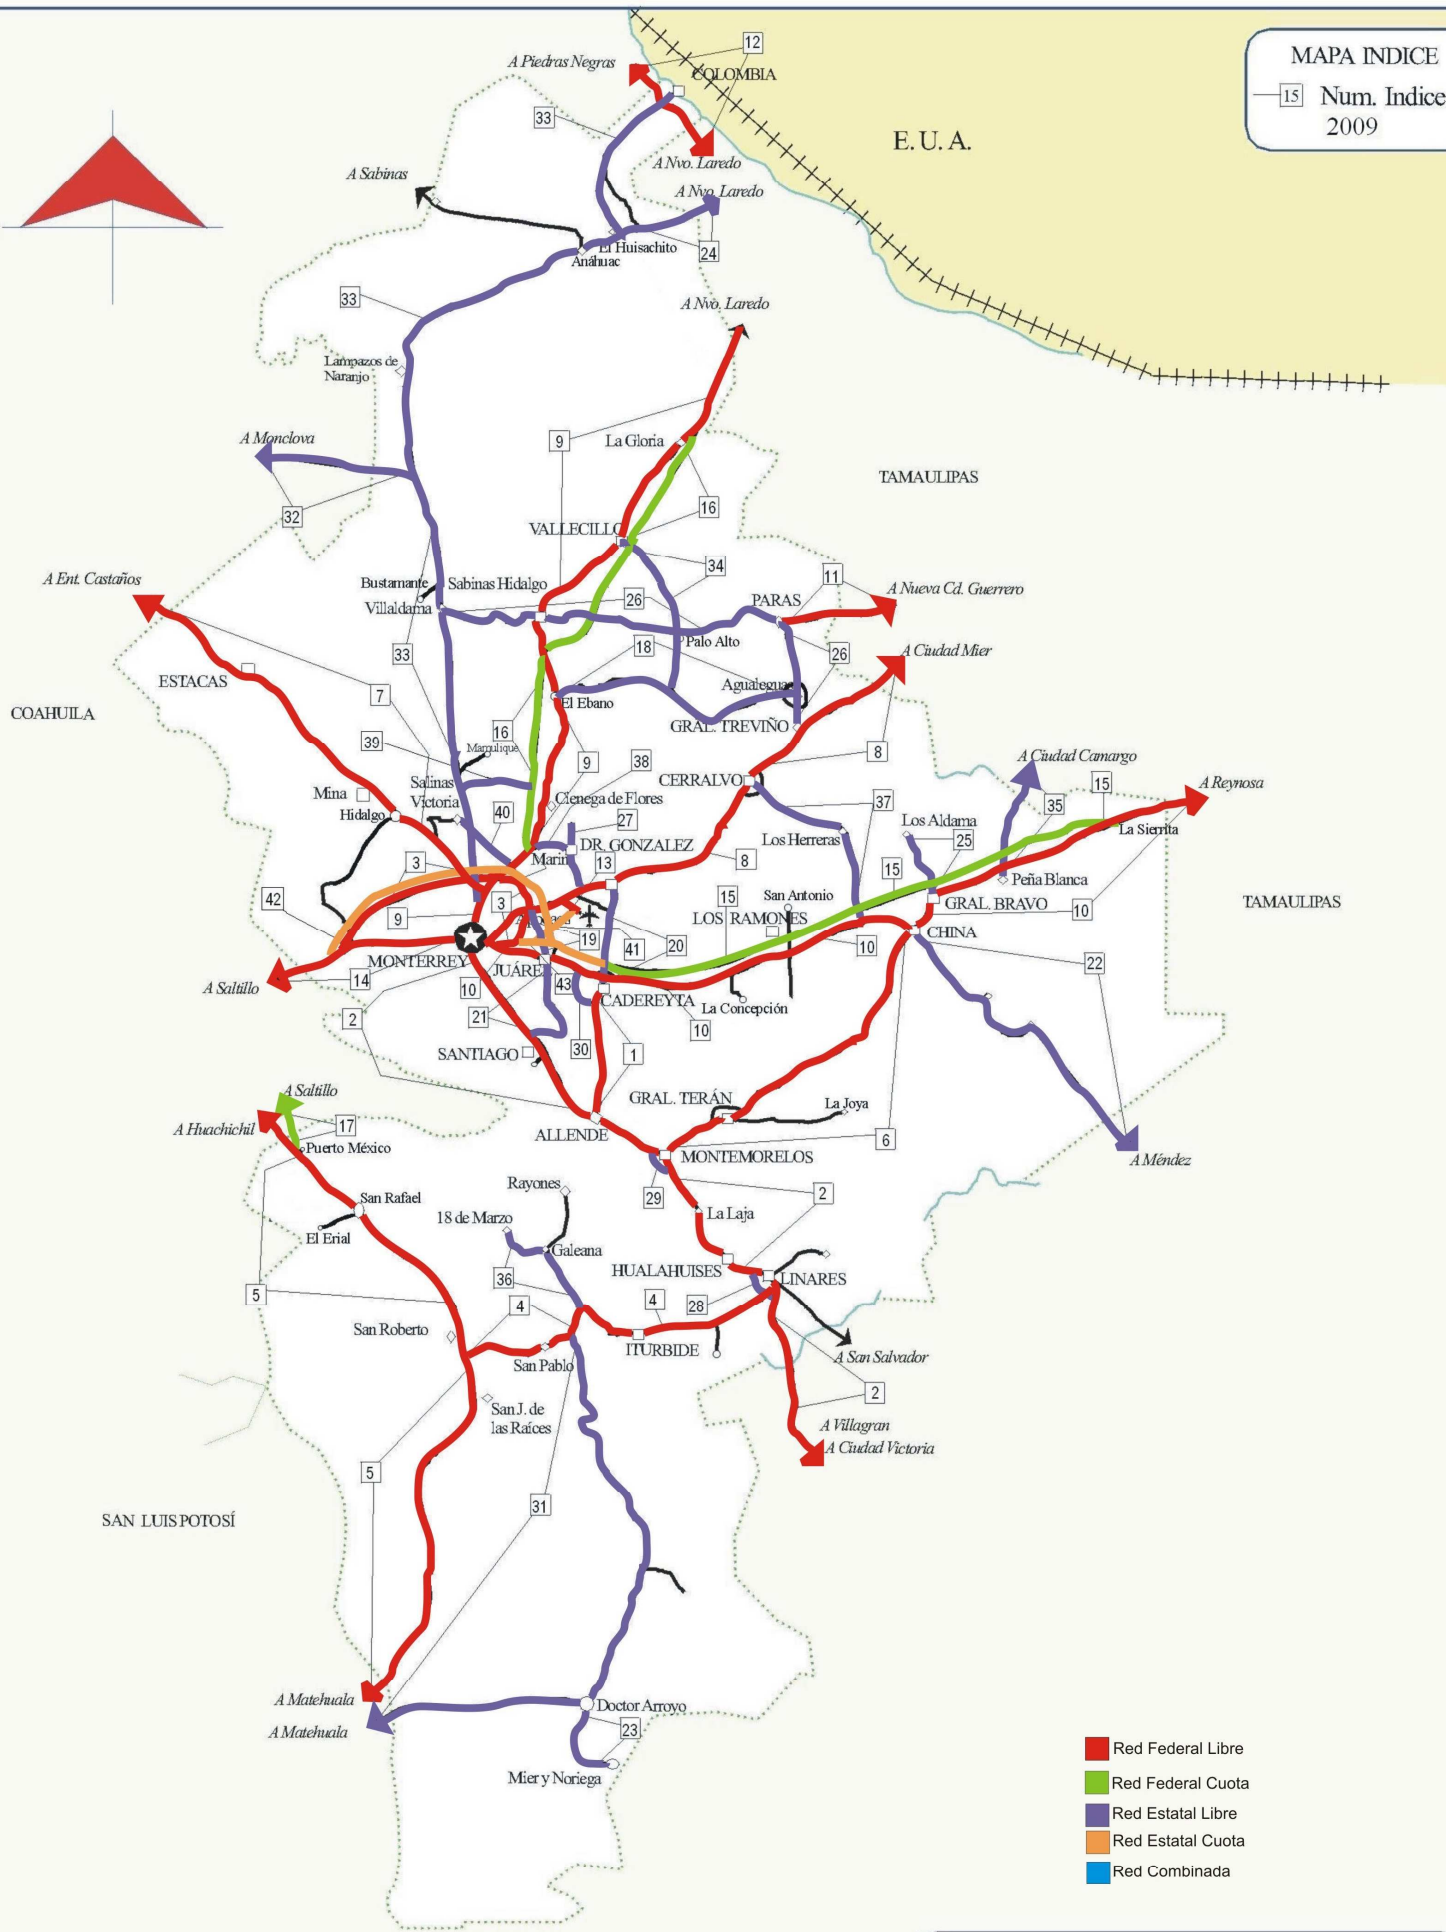 12
A Piedras Negras
COLOMBIA
MAPA INDICE
15 Num. Indice
2009
33
E. U. A.
A Nvo. Laredo
A Sabinas
A Nvo. Laredo
El Huisachito
24
Anáhuac
33
A Nvo. Laredo
Lampazos de
Naranjo
A Monclova
9
La Gloria
TAMAULIPAS
32
16
VALLECILLO
34
A Ent. Castaños
11
Bustamante
Sabinas Hidalgo
A Nueva Cd. Guerrero
26
PARAS
Villaldama
Palo Alto
18
26
33
A Ciudad Mier
ESTACAS
7
Agualeguas
El Ebano
COAHUILA
GRAL. TREVIÑO
16
39
Mamulique
8
A Ciudad Camargo
9
38
CERRALVO
Salinas
Victoria
15
A Reynosa
Mina
Cienega de Flores
37
35
Hidalgo
40
27
Los Aldama
La Sierrita
Los Herreras
25
DR. GONZALEZ
Marin
8
3
13
15
Peña Blanca
42
15
San Antonio
GRAL. BRAVO
10
TAMAULIPAS
9
3
Apodaca
LOS RAMONES
CHINA
19
41
20
10
MONTERREY
JUÁREZ
22
A Saltillo
14
10
43
CADEREYTA
La Concepción
2
21
10
SANTIAGO
30
1
A Saltillo
GRAL. TERÁN
La Joya
A Huachichil
17
ALLENDE
6
Puerto México
MONTEMORELOS
A Méndez
Rayones
29
2
San Rafael
18 de Marzo
La Laja
El Erial
Galeana
HUALAHUISES
LINARES
36
5
4
4
28
San Roberto
ITURBIDE
A San Salvador
San Pablo
2
San J. de
las Raíces
A Villagran
A Ciudad Victoria
5
31
SAN LUIS POTOSÍ
A Matehuala
Doctor Arroyo
A Matehuala
23
Mier y Noriega
Red Federal Libre
Red Federal Cuota
Red Estatal Libre
Red Estatal Cuota
Red Combinada